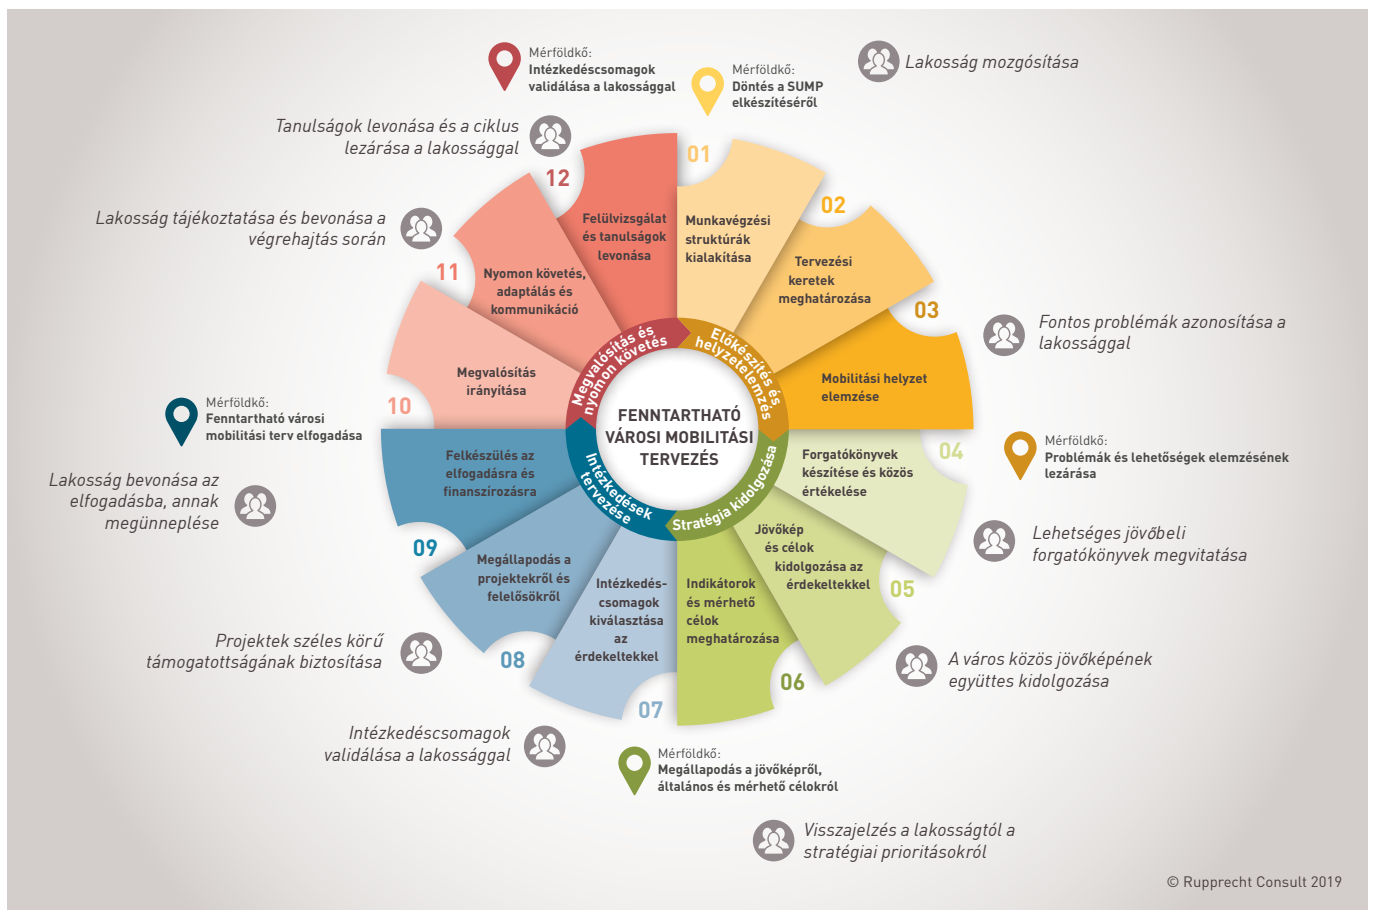 Mérföldkő:
Intézkedéscsomagok
validálása a lakossággal
Mérföldkő:
Döntés a SUMP
elkészítéséről
Lakosság mozgósítása
Tanulságok levonása és a ciklus
lezárása a lakossággal
Lakosság tájékoztatása és bevonása a
végrehajtás során
01
Munkavégzési
struktúrák
kialakítása
02
Tervezési
keretek
meghatározása
03
Mobilitási helyzet
elemzése
Fontos problémák azonosítása a
lakossággal
04
Forgatókönyvek
készítése és közös
értékelése
Mérföldkő:
Problémák és lehetőségek elemzésének
lezárása
Lehetséges jövőbeli
forgatókönyvek megvitatása
05
Jövőkép
és célok
kidolgozása az
érdekeltekkel
A város közös jövőképének
együttes kidolgozása
06
Indikátorok
és mérhető
célok
meghatározása
Mérföldkő:
Megállapodás a jövőképről,
általános és mérhető célokról
Visszajelzés a lakosságtól a
stratégiai prioritásokról
07
Intézkedés-
csomagok
kiválasztása
az
érdekeltekkel
Intézkedéscsomagok
validálása a lakossággal
08
Megállapodás a
projektekről és
felelősökről
Projektek széles körű
támogatottságának biztosítása
09
Felkészülés az
elfogadásra és
finanszírozásra
Lakosság bevonása az
elfogadásba, annak
megünneplése
Mérföldkő:
Fenntartható városi
mobilitási terv elfogadása
10
Megvalósítás
irányítása
11
Nyomon követés,
adaptálás és
kommunikáció
12
Felülvizsgálat
és tanulságok
levonása
Előkészítés és
helyzetelemzés
Stratégia kidolgozása
Intézkedések
tervezése
Megvalósítás és
nyomon követés
FENNTARTHATÓ
VÁROSI MOBILITÁSI
TERVEZÉS
© Rupprecht Consult 2019